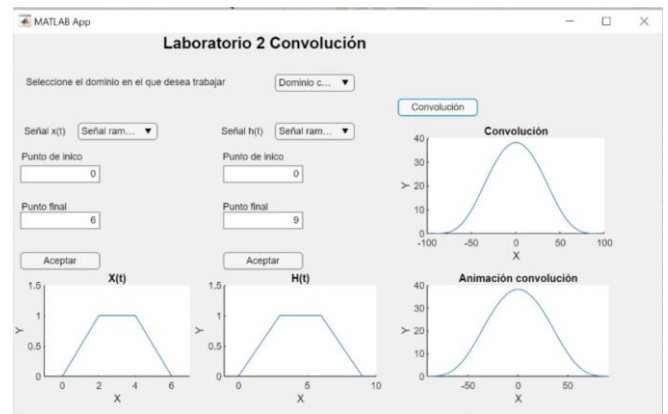 MATLAB App
Laboratorio 2 Convolución
Seleccione el dominio en el que desea trabajar Dominio c...
Convolución
Señal x(t) Señal ram... Señal h(t) Señal ram...
Punto de inico Punto de inico
0 0
Punto final Punto final
6 9
Aceptar Aceptar
Convolución
40
30
20
10
0
Y
-100 -50 0 50 100
X
X(t)
1.5
1
0.5
0
Y
0 2 4 6
X
H(t)
1.5
1
0.5
0
Y
0 5 10
X
Animación convolución
40
30
20
10
0
Y
-50 0 50
X